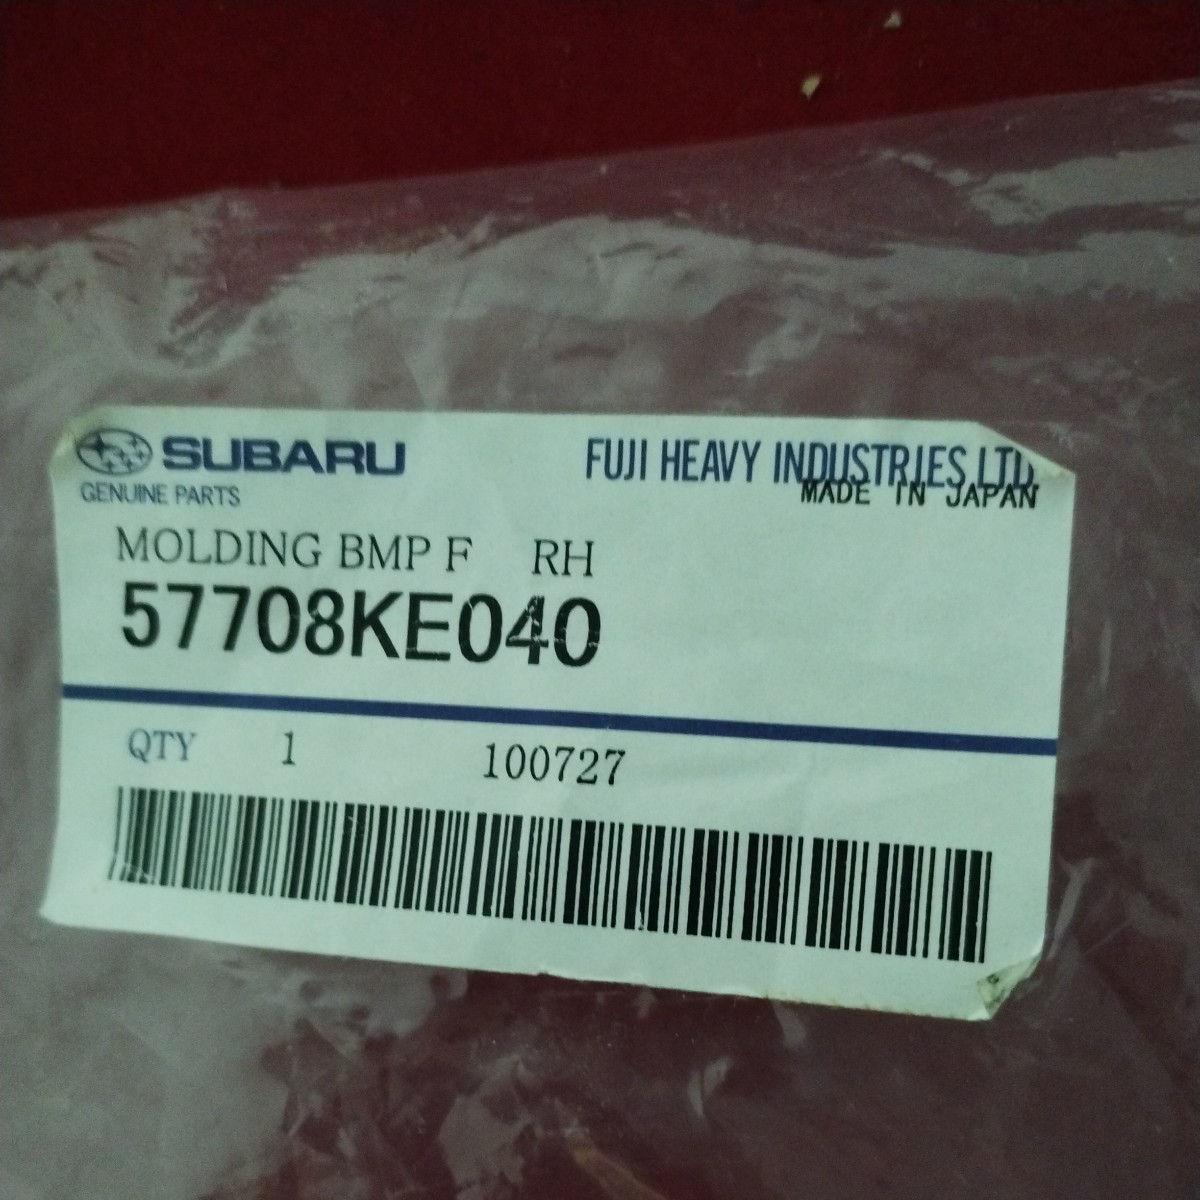 SUBARU
FUJI HEAVY INDUSTRIES LTD.
GENUINE PARTS
MADE IN JAPAN
MOLDING BMP F RH
57708KE040
QTY 1 100727